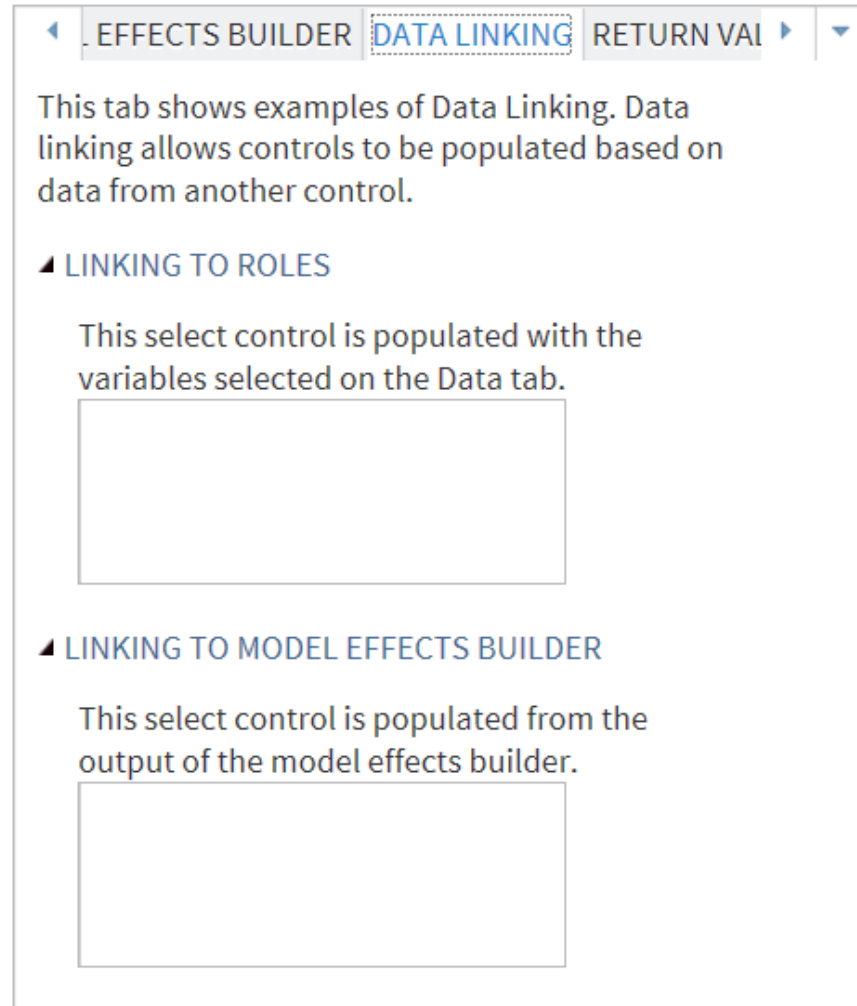 EFFECTS BUILDER DATA LINKING RETURN VAL
This tab shows examples of Data Linking. Data
linking allows controls to be populated based on
data from another control.
LINKING TO ROLES
This select control is populated with the
variables selected on the Data tab.
LINKING TO MODEL EFFECTS BUILDER
This select control is populated from the
output of the model effects builder.